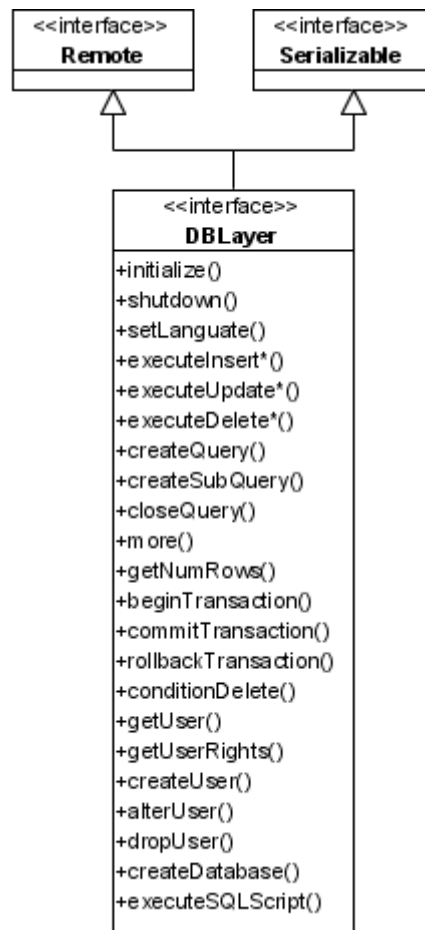 <<interface>>
Remote
<<interface>>
Serializable
<<interface>>
DBLayer
+initialize()
+shutdown()
+setLanguate()
+executeInsert*()
+executeUpdate*()
+executeDelete*()
+createQuery()
+createSubQuery()
+closeQuery()
+more()
+getNumRows()
+beginTransaction()
+commitTransaction()
+rollbackTransaction()
+conditionDelete()
+getUser()
+getUserRights()
+createUser()
+alterUser()
+dropUser()
+createDatabase()
+executeSQLScript()